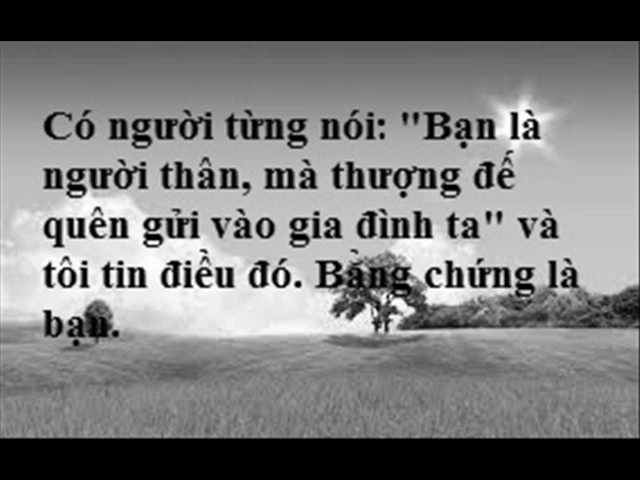 Có người từng nói: "Bạn là
người thân, mà thượng đế
quên gửi vào gia đình ta" và
tôi tin điều đó. Bằng chứng là
bạn.